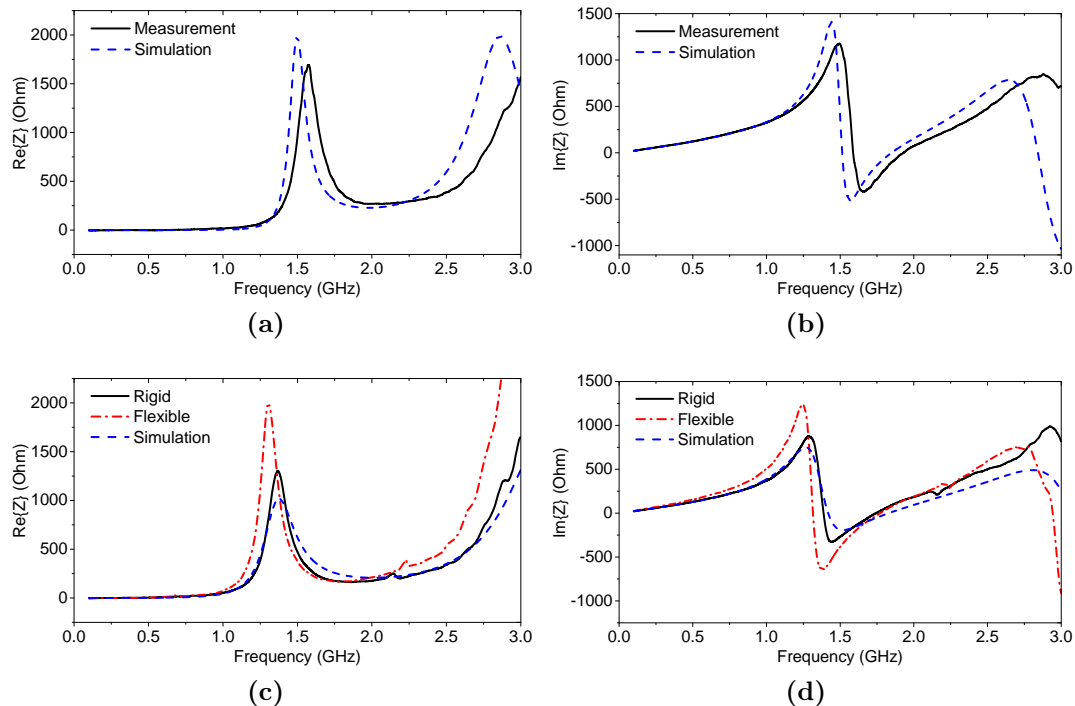 2000
1500
1000
500
0
Re{Z} (Ohm)
Measurement
Simulation
0.0 0.5 1.0 1.5 2.0 2.5 3.0
Frequency (GHz)
(a)
1500
1000
500
0
-500
-1000
Im{Z} (Ohm)
Measurement
Simulation
0.0 0.5 1.0 1.5 2.0 2.5 3.0
Frequency (GHz)
(b)
2000
1500
1000
500
0
Re{Z} (Ohm)
Rigid
Flexible
Simulation
0.0 0.5 1.0 1.5 2.0 2.5 3.0
Frequency (GHz)
(c)
1500
1000
500
0
-500
-1000
Im{Z} (Ohm)
Rigid
Flexible
Simulation
0.0 0.5 1.0 1.5 2.0 2.5 3.0
Frequency (GHz)
(d)